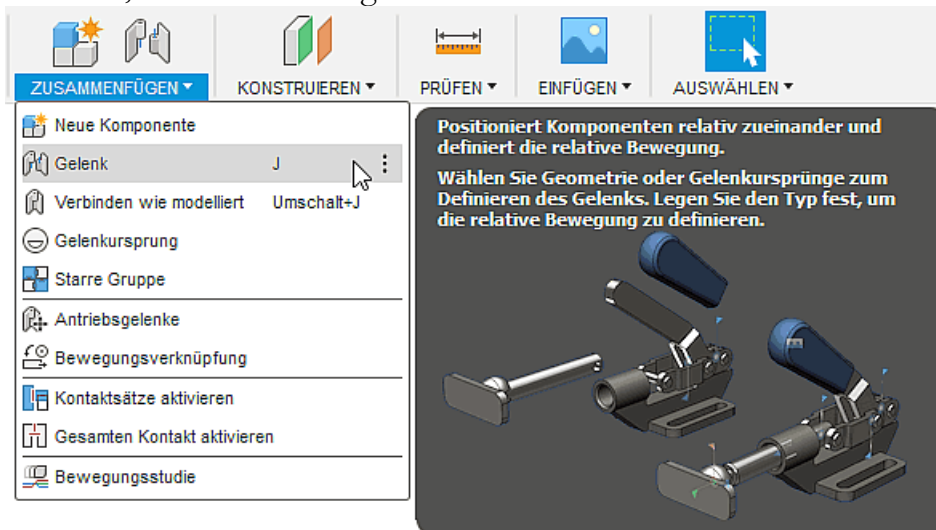 ZUSAMMENFÜGEN KONSTRUIEREN PRÜFEN EINFÜGEN AUSWÄHLEN
Neue Komponente
Gelenk J
Verbinden wie modelliert Umschalt+J
Gelenkursprung
Starre Gruppe
Antriebsgelenke
Bewegungsverknüpfung
Kontaktsätze aktivieren
Gesamten Kontakt aktivieren
Bewegungsstudie
Positioniert Komponenten relativ zueinander und
definiert die relative Bewegung.
Wählen Sie Geometrie oder Gelenkursprünge zum
Definieren des Gelenks. Legen Sie den Typ fest, um
die relative Bewegung zu definieren.